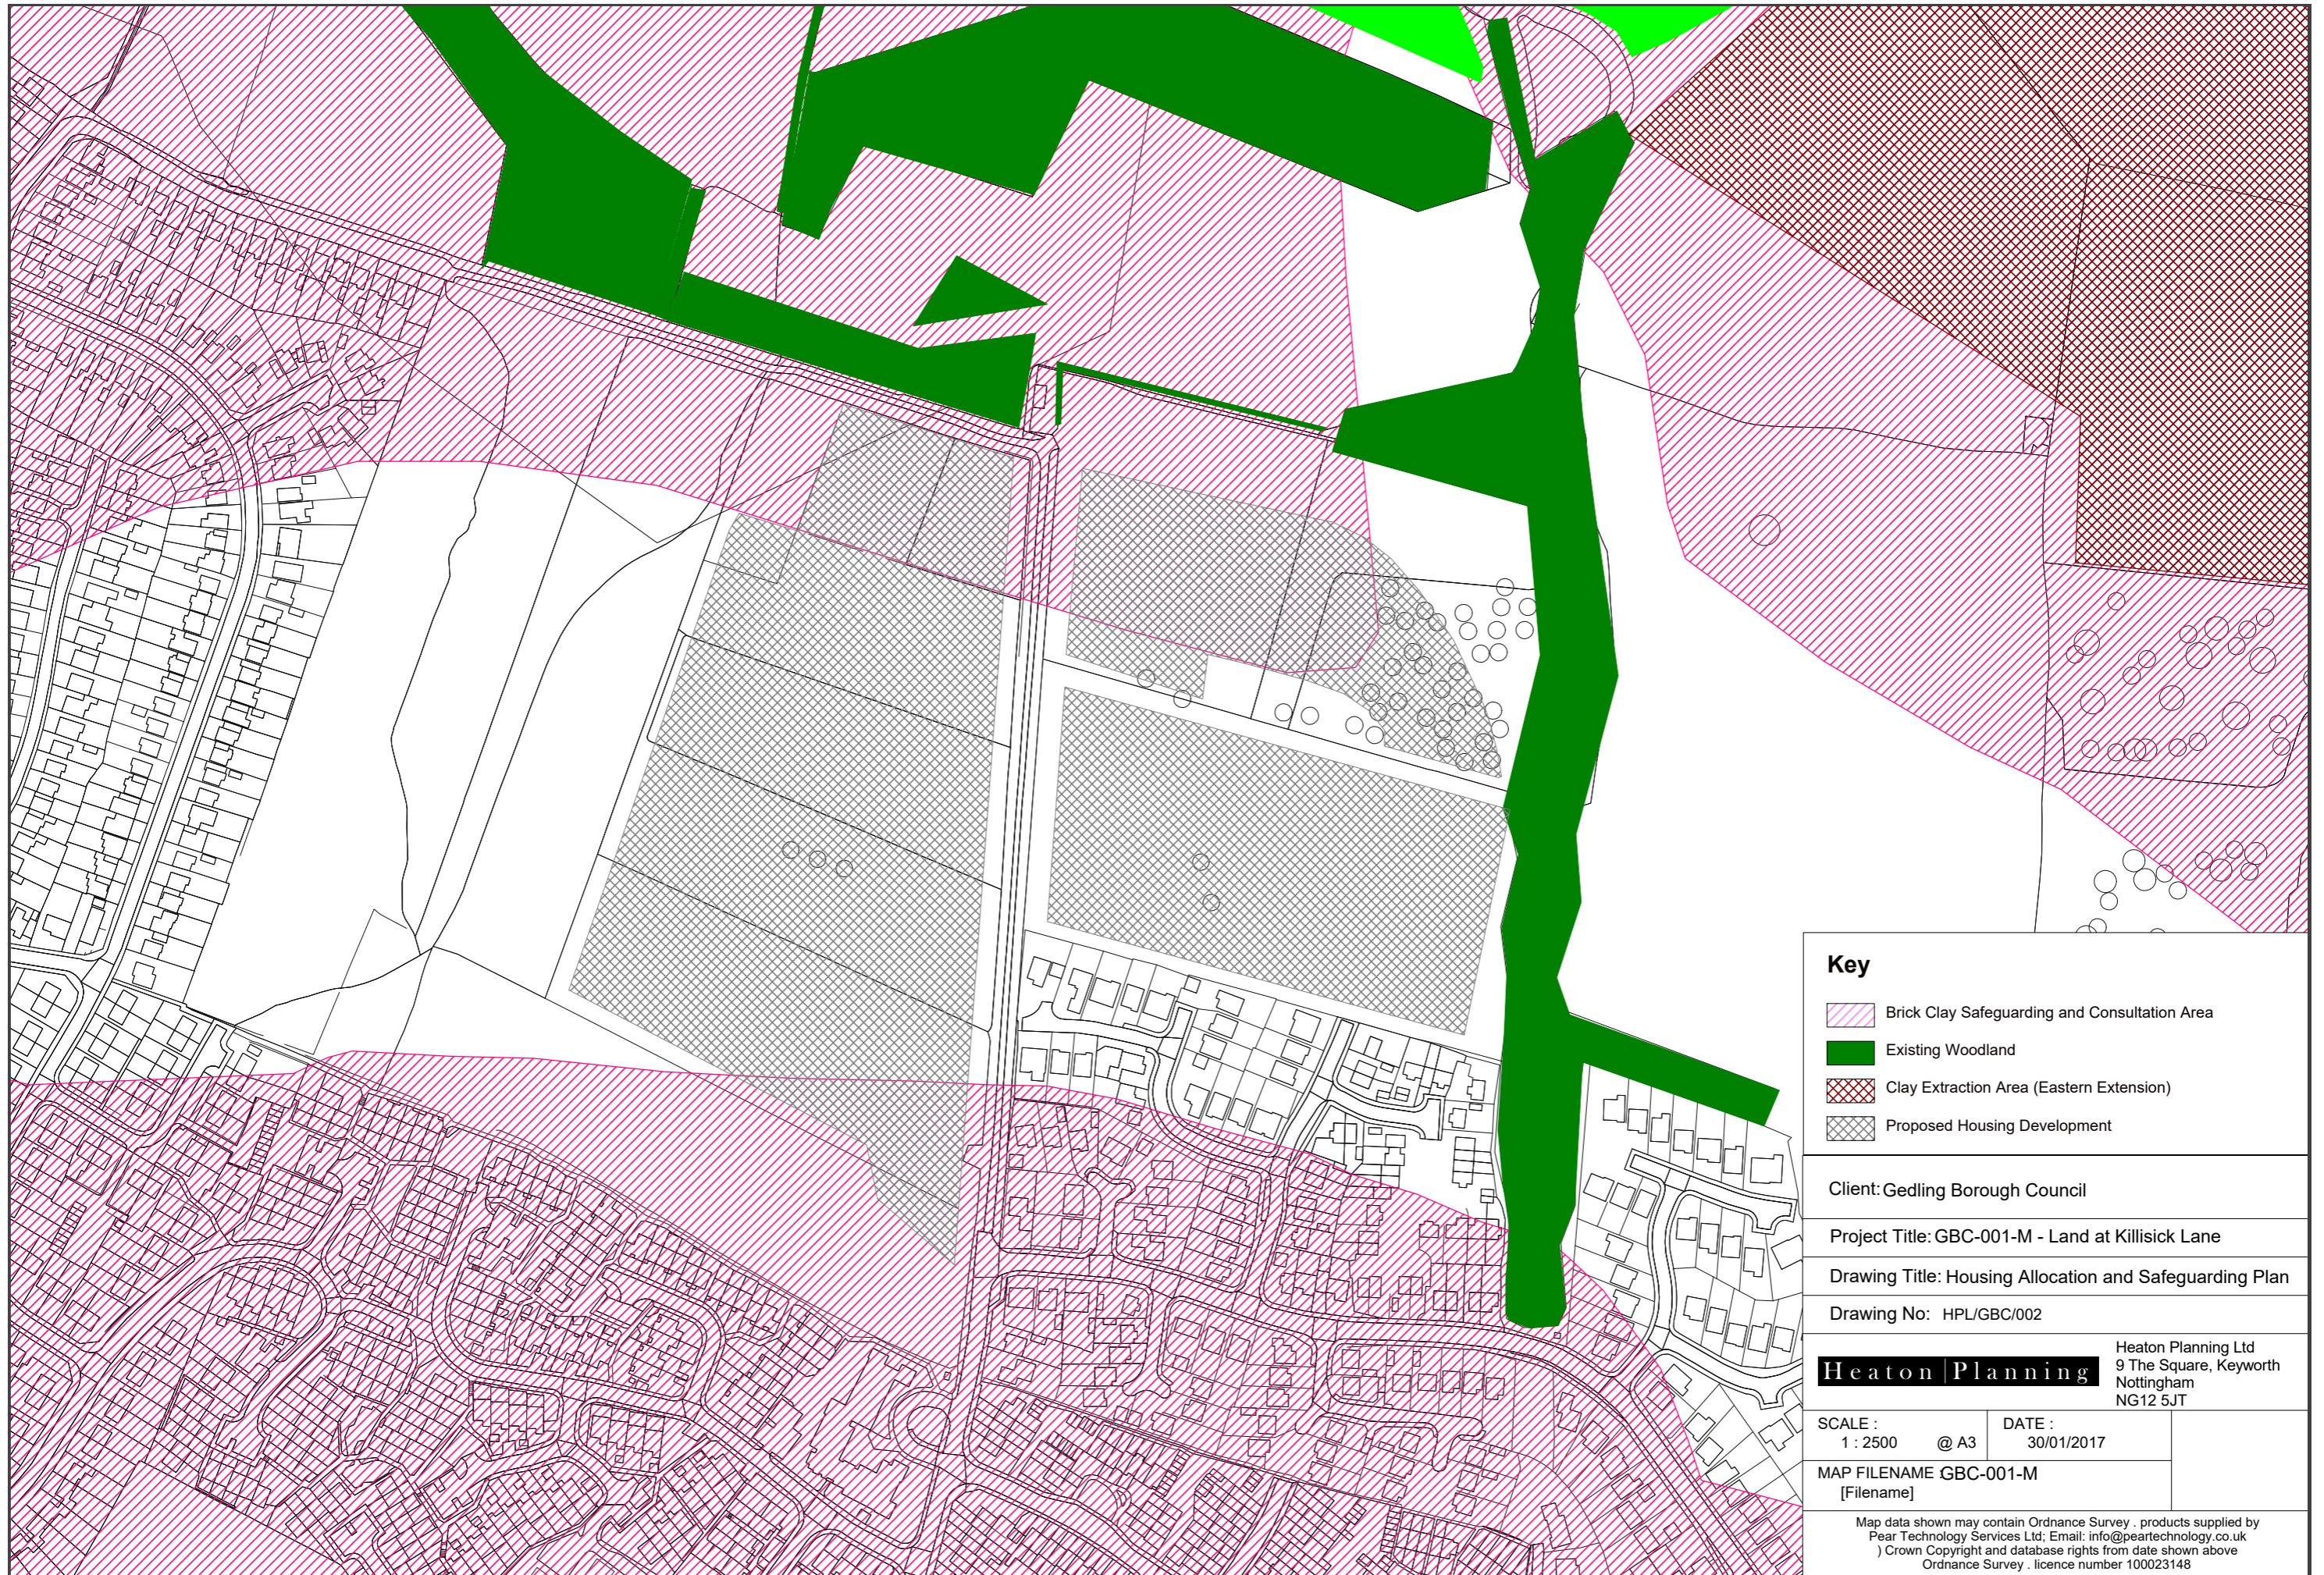 Key
Brick Clay Safeguarding and Consultation Area
Existing Woodland
Clay Extraction Area (Eastern Extension)
Proposed Housing Development
Client: Gedling Borough Council
Project Title: GBC-001-M - Land at Killisick Lane
Drawing Title: Housing Allocation and Safeguarding Plan
Drawing No: HPL/GBC/002
Heaton | Planning
Heaton Planning Ltd
9 The Square, Keyworth
Nottingham
NG12 5JT
SCALE :
1 : 2500 @ A3
DATE :
30/01/2017
MAP FILENAME : GBC-001-M
[Filename]
Map data shown may contain Ordnance Survey . products supplied by
Pear Technology Services Ltd; Email: info@peartechnology.co.uk
) Crown Copyright and database rights from date shown above
Ordnance Survey . licence number 100023148